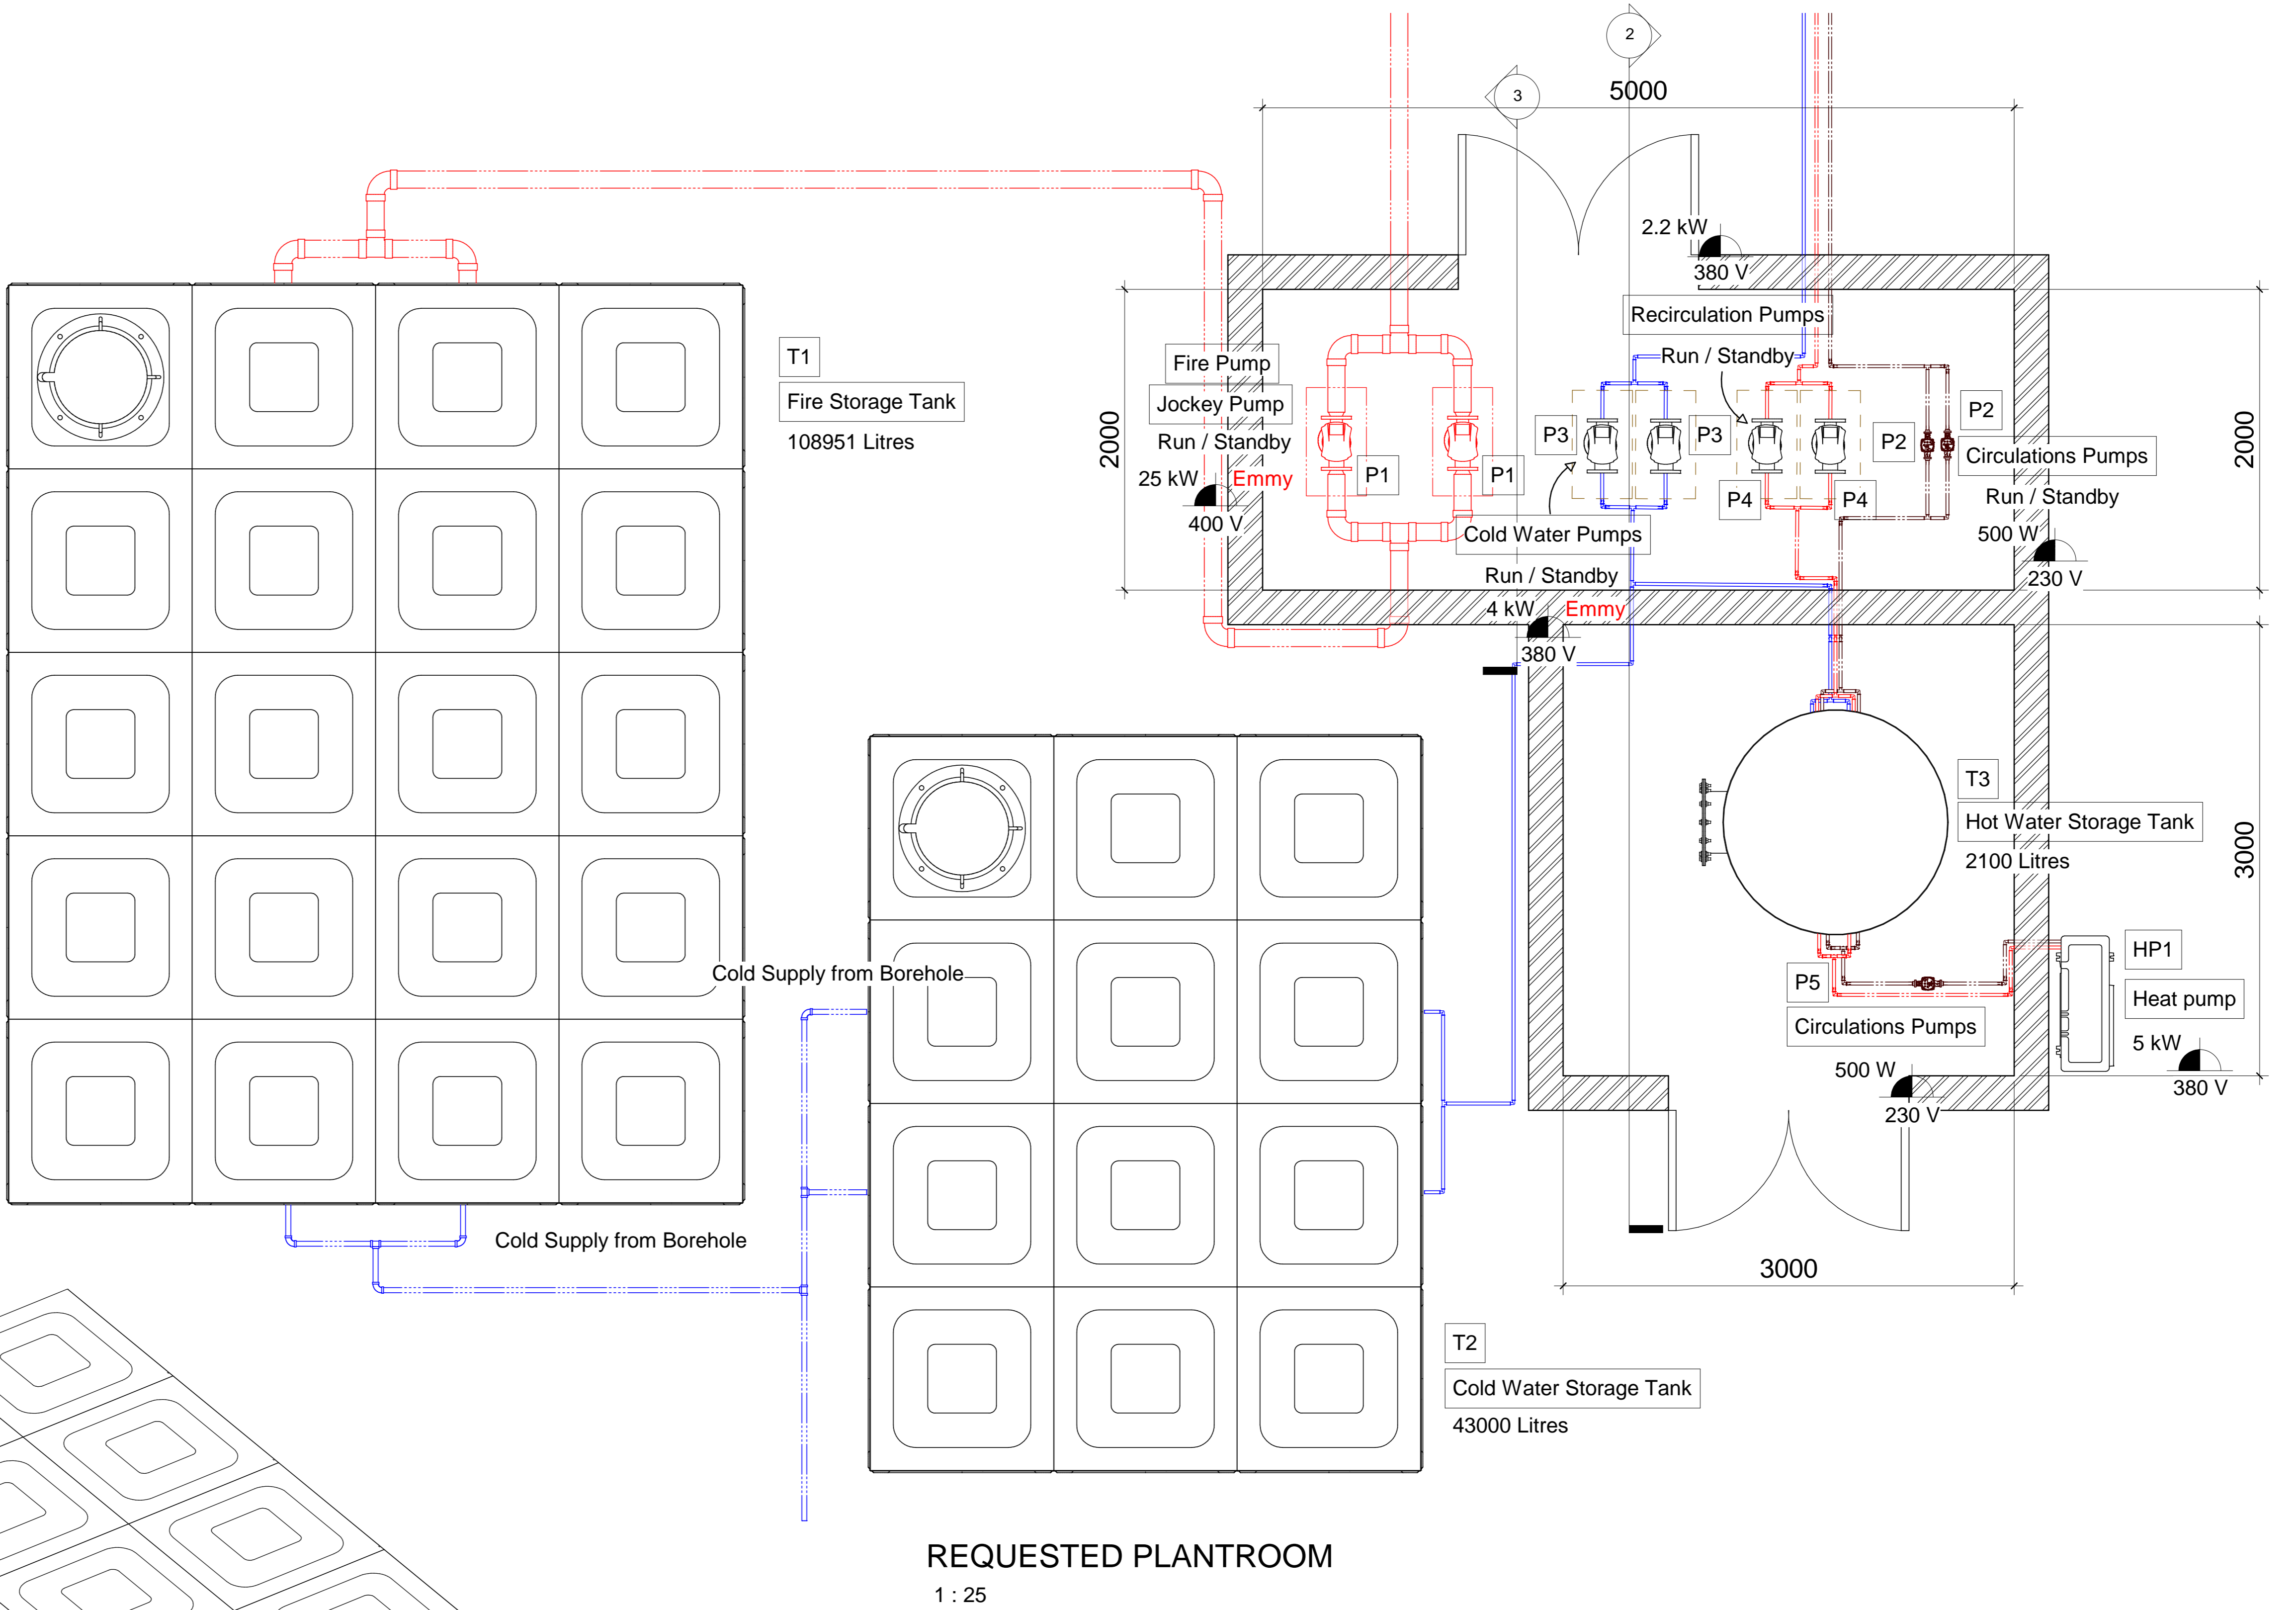 2
3
5000
2.2 kW
380 V
Recirculation Pumps
Run / Standby
T1
Fire Storage Tank
108951 Litres
Fire Pump
Jockey Pump
Run / Standby
25 kW Emmy
400 V
2000
P1
P1
P3
P3
P4
P4
P2
P2
Circulations Pumps
Run / Standby
500 W
230 V
2000
Cold Water Pumps
Run / Standby
4 kW Emmy
380 V
T3
Hot Water Storage Tank
2100 Litres
3000
Cold Supply from Borehole
P5
Circulations Pumps
500 W
230 V
HP1
Heat pump
5 kW
380 V
Cold Supply from Borehole
3000
T2
Cold Water Storage Tank
43000 Litres
REQUESTED PLANTROOM
1 : 25